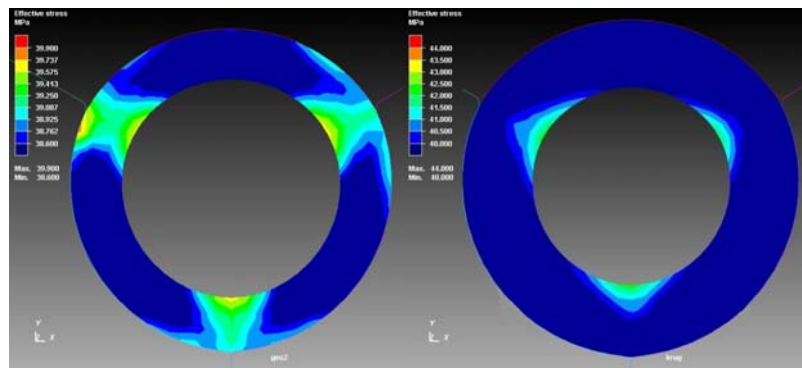 Effective stress
MPa
39.900
39.737
39.575
39.413
39.250
39.087
38.925
38.762
38.600
Max. 39.900
Min. 38.600
Y
Z X
geo2
Effective stress
MPa
44.000
43.500
43.000
42.500
42.000
41.500
41.000
40.500
40.000
Max. 44.000
Min. 40.000
Y
Z X
krug